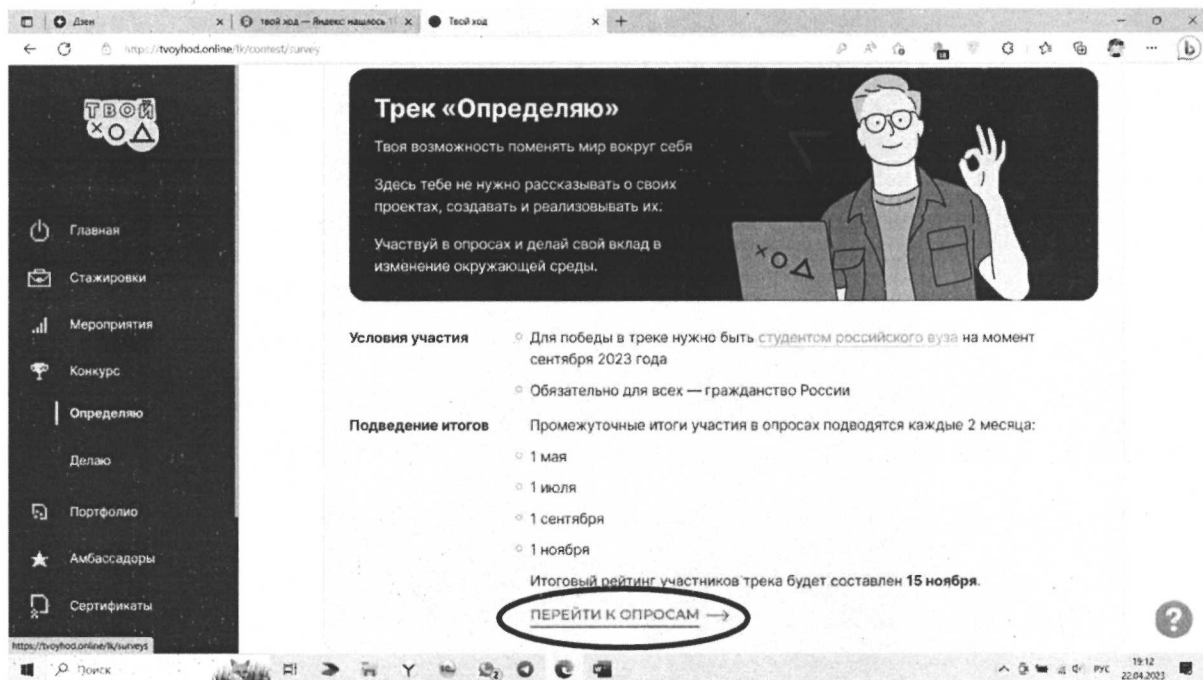 Дзен
твой ход — Яндекс: нашлось 1
Твой ход
https://tvoyhod.online/lk/contest/survey
18
ТВОЙ
ХОД
Главная
Стажировки
Мероприятия
Конкурс
Определяю
Делаю
Портфолио
Амбассадоры
Сертификаты
https://tvoyhod.online/lk/surveys
Трек «Определяю»
Твоя возможность поменять мир вокруг себя
Здесь тебе не нужно рассказывать о своих
проектах, создавать и реализовывать их.
Участвуй в опросах и делай свой вклад в
изменение окружающей среды.
ХОД
Условия участия
Для победы в треке нужно быть студентом российского вуза на момент
сентября 2023 года
Обязательно для всех — гражданство России
Подведение итогов
Промежуточные итоги участия в опросах подводятся каждые 2 месяца:
1 мая
1 июля
1 сентября
1 ноября
Итоговый рейтинг участников трека будет составлен 15 ноября.
ПЕРЕЙТИ К ОПРОСАМ →
?
Поиск
2
РУС
19:12
22.04.2023